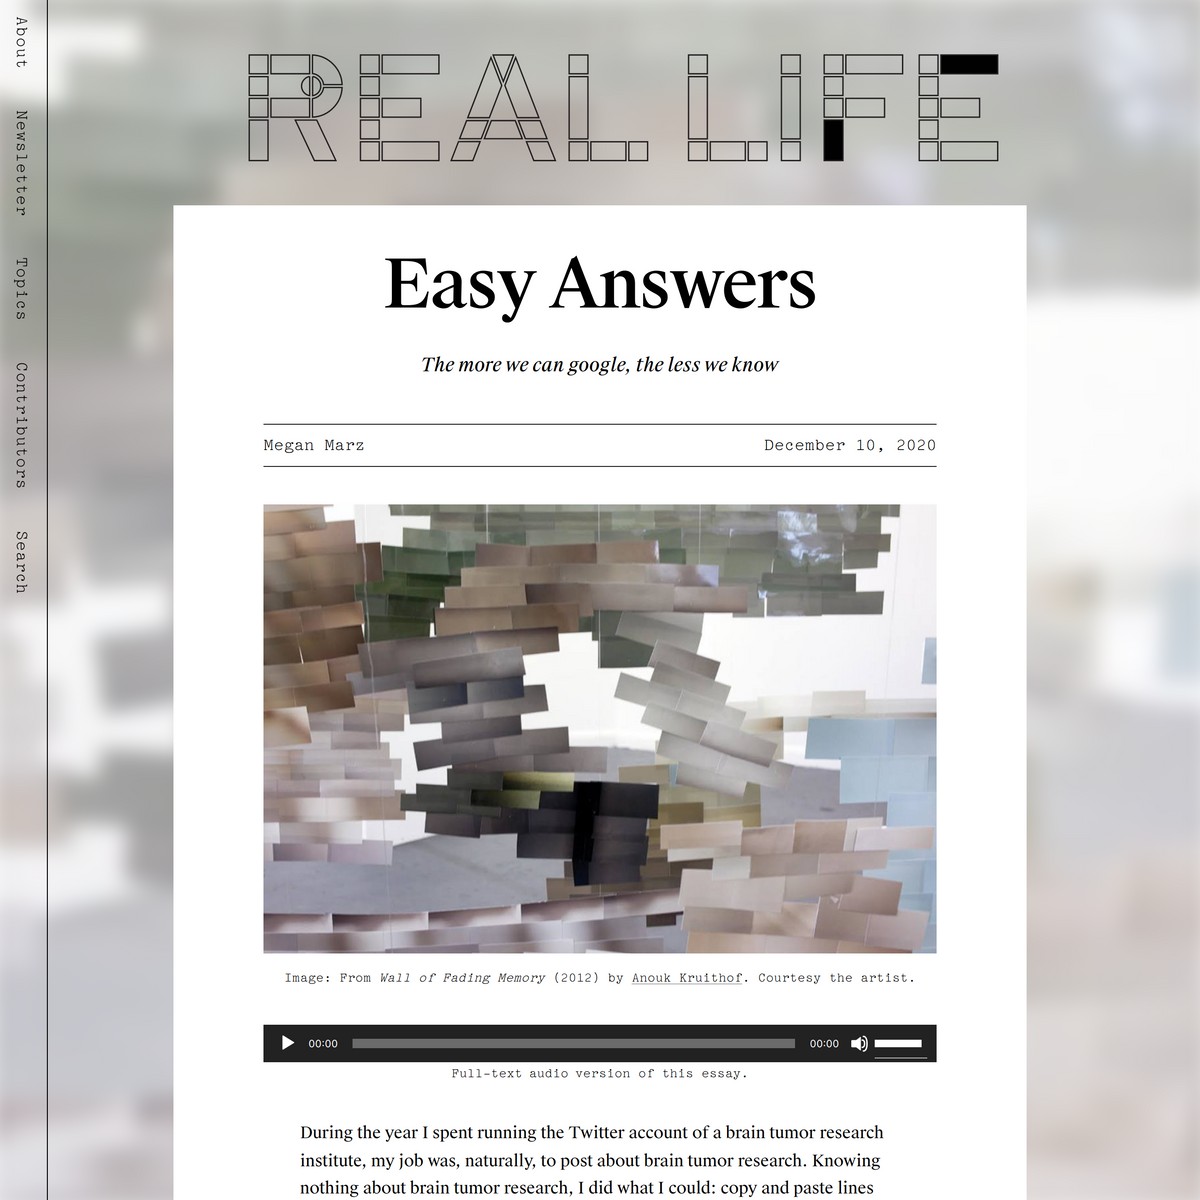 About
Newsletter
Topics
Contributors
Search
REAL LIFE
Easy Answers
The more we can google, the less we know
Megan Marz
December 10, 2020
Image: From Wall of Fading Memory (2012) by Anouk Kruithof. Courtesy the artist.
00:00
00:00
Full-text audio version of this essay.
During the year I spent running the Twitter account of a brain tumor research
institute, my job was, naturally, to post about brain tumor research. Knowing
nothing about brain tumor research, I did what I could: copy and paste lines